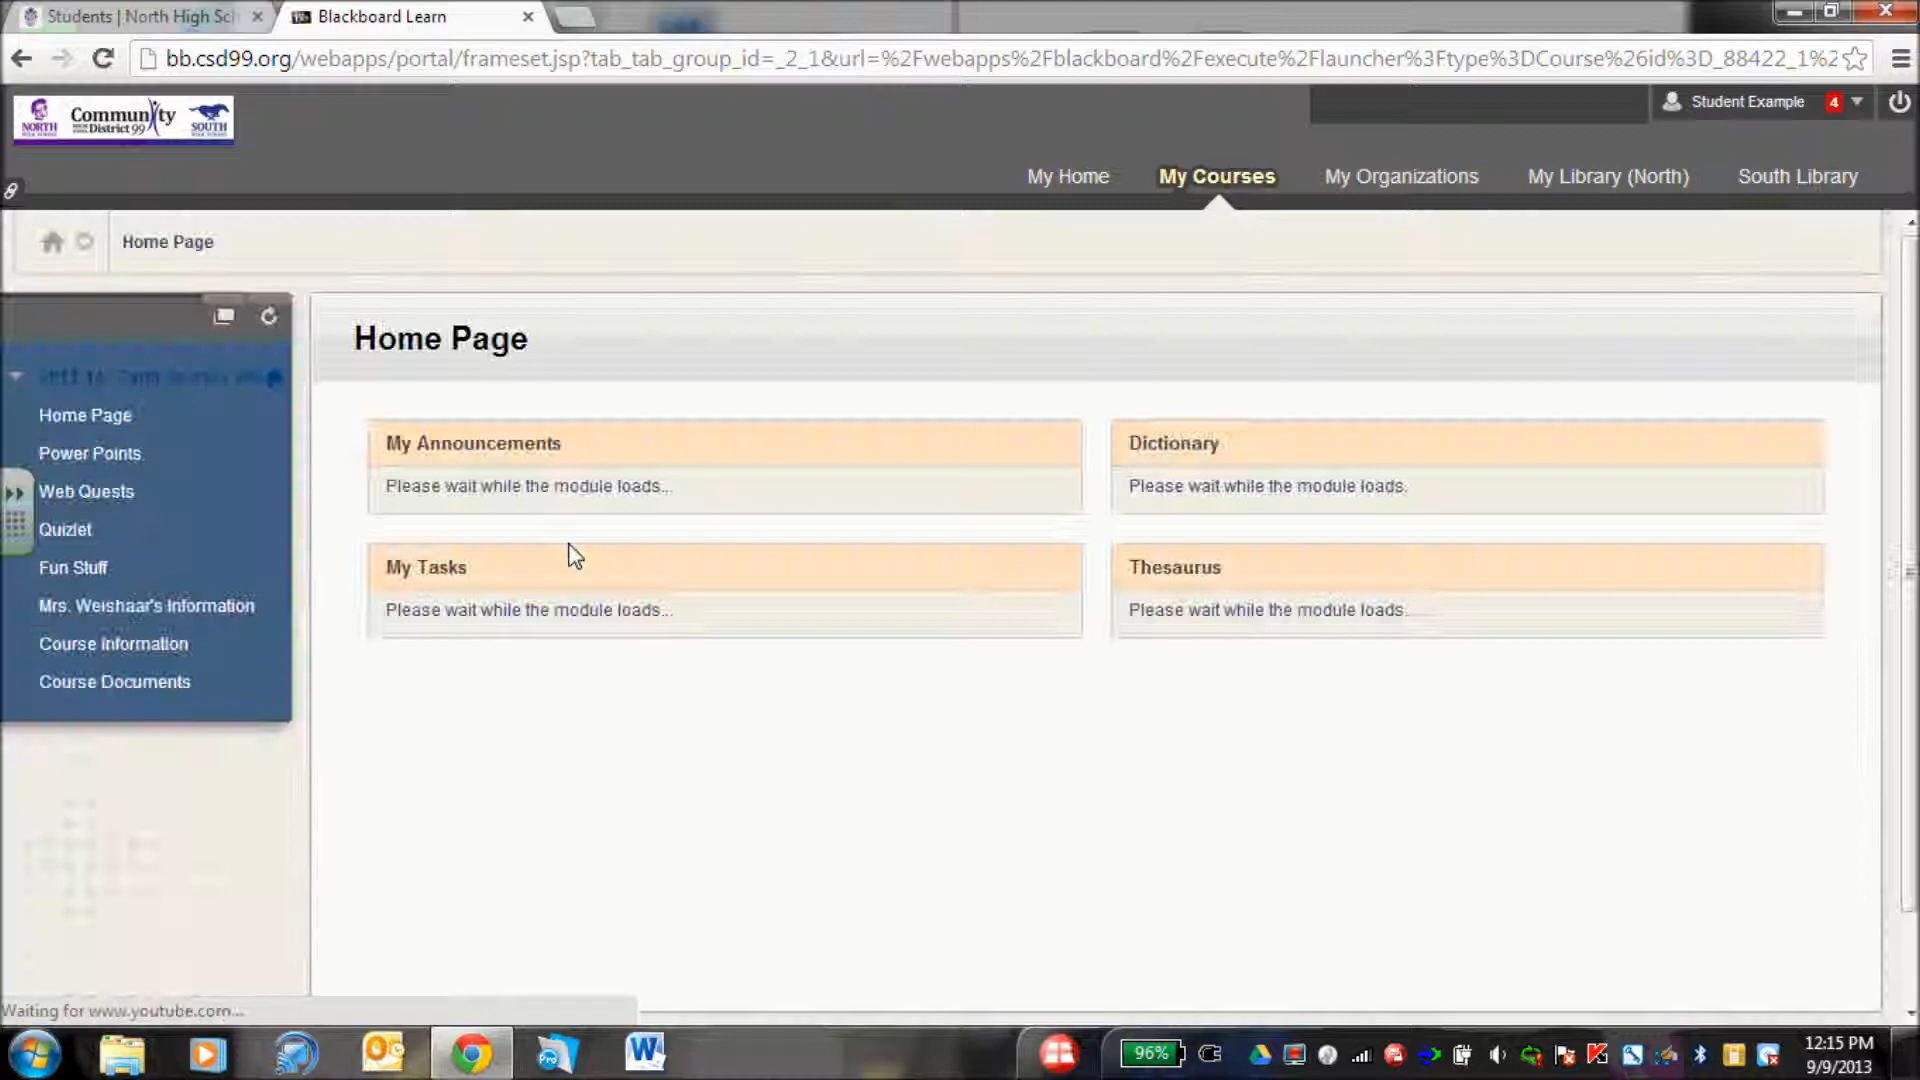 Students | North High Sch
Blackboard Learn
bb.csd99.org/webapps/portal/frameset.jsp?tab_tab_group_id=_2_1&url=%2Fwebapps%2Fblackboard%2Fexecute%2Flauncher%3Ftype%3DCourse%26id%3D_88422_1%2
NORTH
Community
District 99
SOUTH
Student Example 4
My Home
My Courses
My Organizations
My Library (North)
South Library
Home Page
Home Page
Home Page
Power Points
Web Quests
Quizlet
Fun Stuff
Mrs. Weishaar's Information
Course Information
Course Documents
My Announcements
Please wait while the module loads...
Dictionary
Please wait while the module loads.
My Tasks
Please wait while the module loads...
Thesaurus
Please wait while the module loads...
Waiting for www.youtube.com...
Pro
96%
12:15 PM
9/9/2013